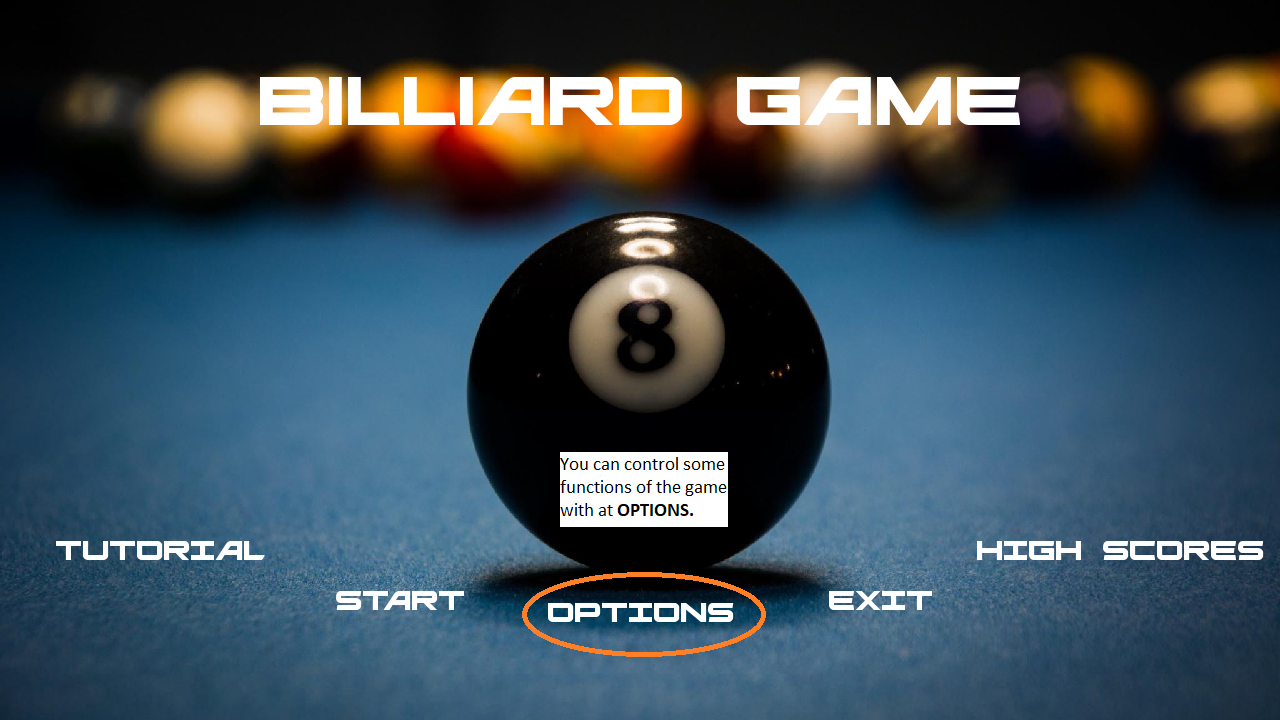 BILLIARD GAME
8
You can control some
functions of the game
with at OPTIONS.
TUTORIAL
HIGH SCORES
START
OPTIONS
EXIT